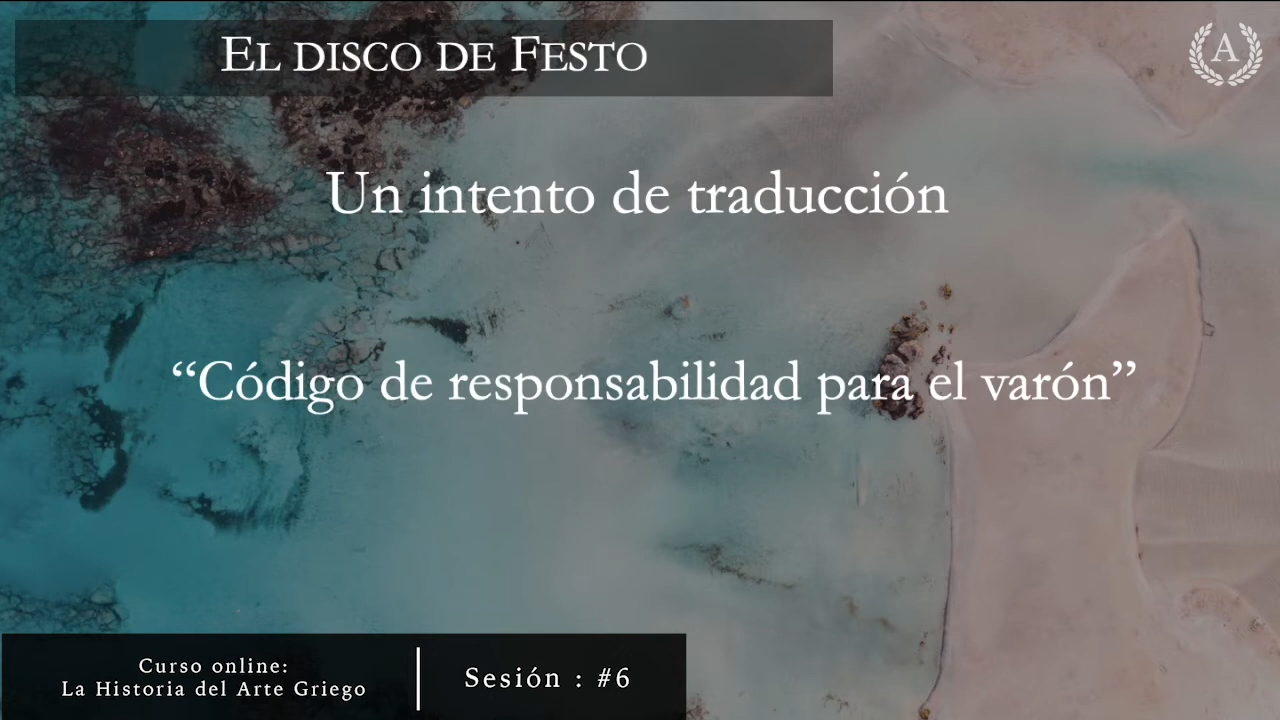 EL DISCO DE FESTO
A
Un intento de traducción
“Código de responsabilidad para el varón”
Curso online:
La Historia del Arte Griego
Sesión : #6